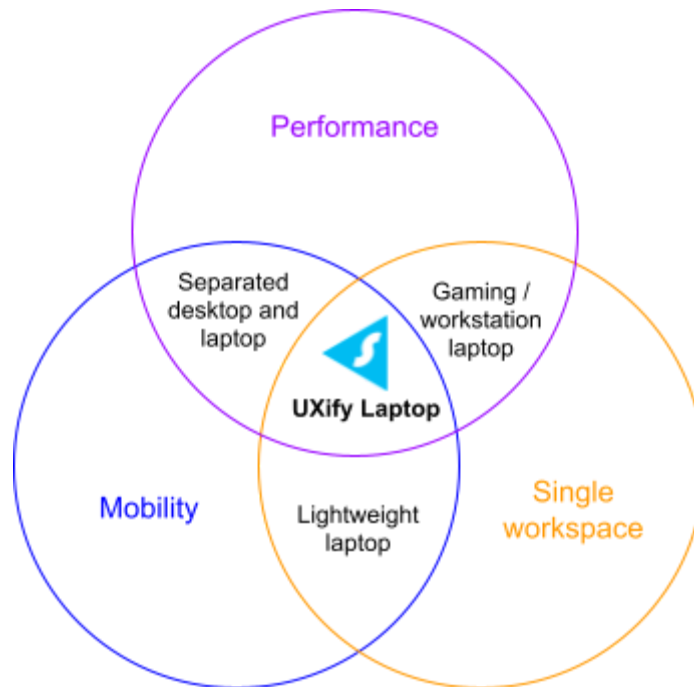 Performance
Separated
desktop and
laptop
Gaming /
workstation
laptop
UXify Laptop
Mobility
Single
workspace
Lightweight
laptop